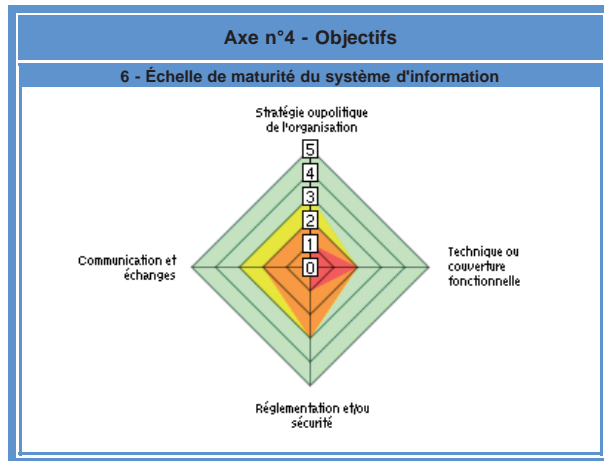 Axe n°4 - Objectifs
6 - Échelle de maturité du système d'information
Stratégie oupolitique
de l'organisation
5
4
3
2
1
0
Communication et
échanges
Technique ou
couverture
fonctionnelle
Réglementation et/ou
sécurité